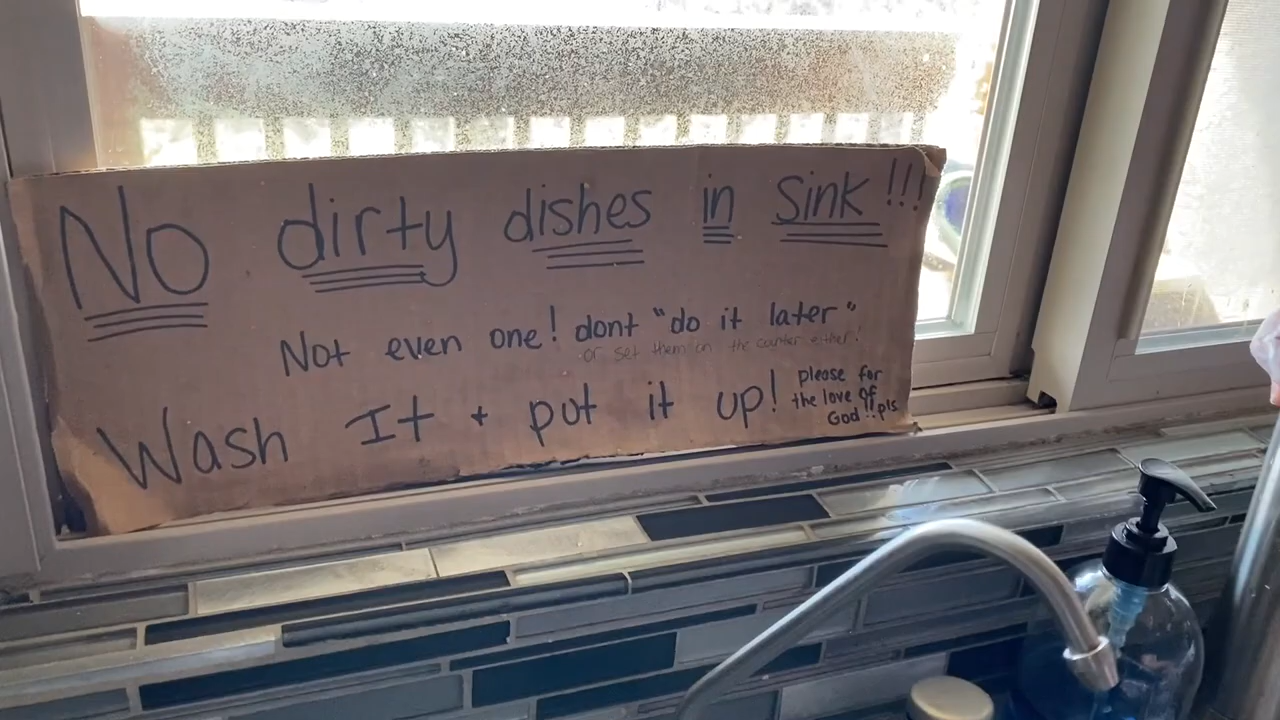 No dirty dishes in Sink!!!
Not even one! dont "do it later"
or set them on the counter either!
Wash It + put it up!
please for
the love of
God!! pls